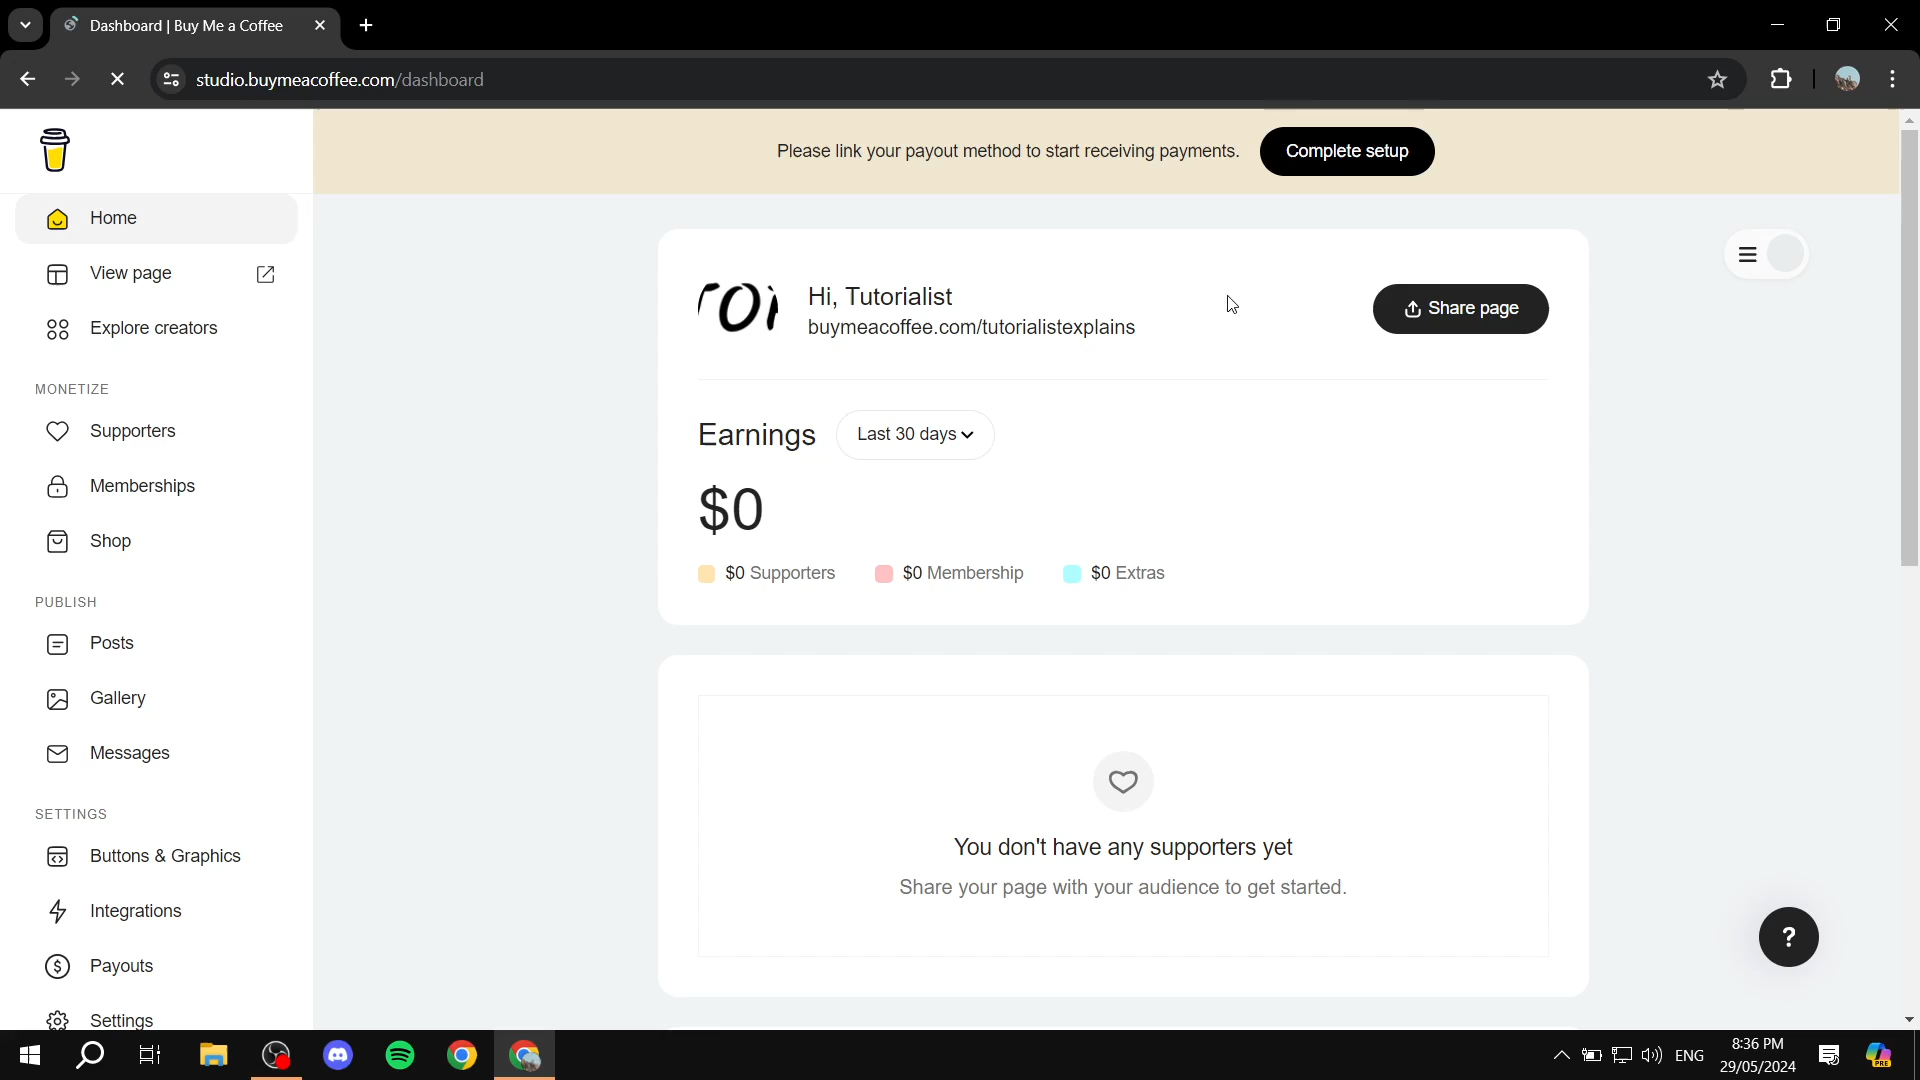 Dashboard | Buy Me a Coffee
studio.buymeacoffee.com/dashboard
Please link your payout method to start receiving payments.
Complete setup
Home
View page
Explore creators
MONETIZE
Supporters
Memberships
Shop
PUBLISH
Posts
Gallery
Messages
SETTINGS
Buttons & Graphics
Integrations
Payouts
Settings
Hi, Tutorialist
buymeacoffee.com/tutorialistexplains
Share page
Earnings
Last 30 days
$0
$0 Supporters
$0 Membership
$0 Extras
You don't have any supporters yet
Share your page with your audience to get started.
?
ENG
8:36 PM
29/05/2024
PRE